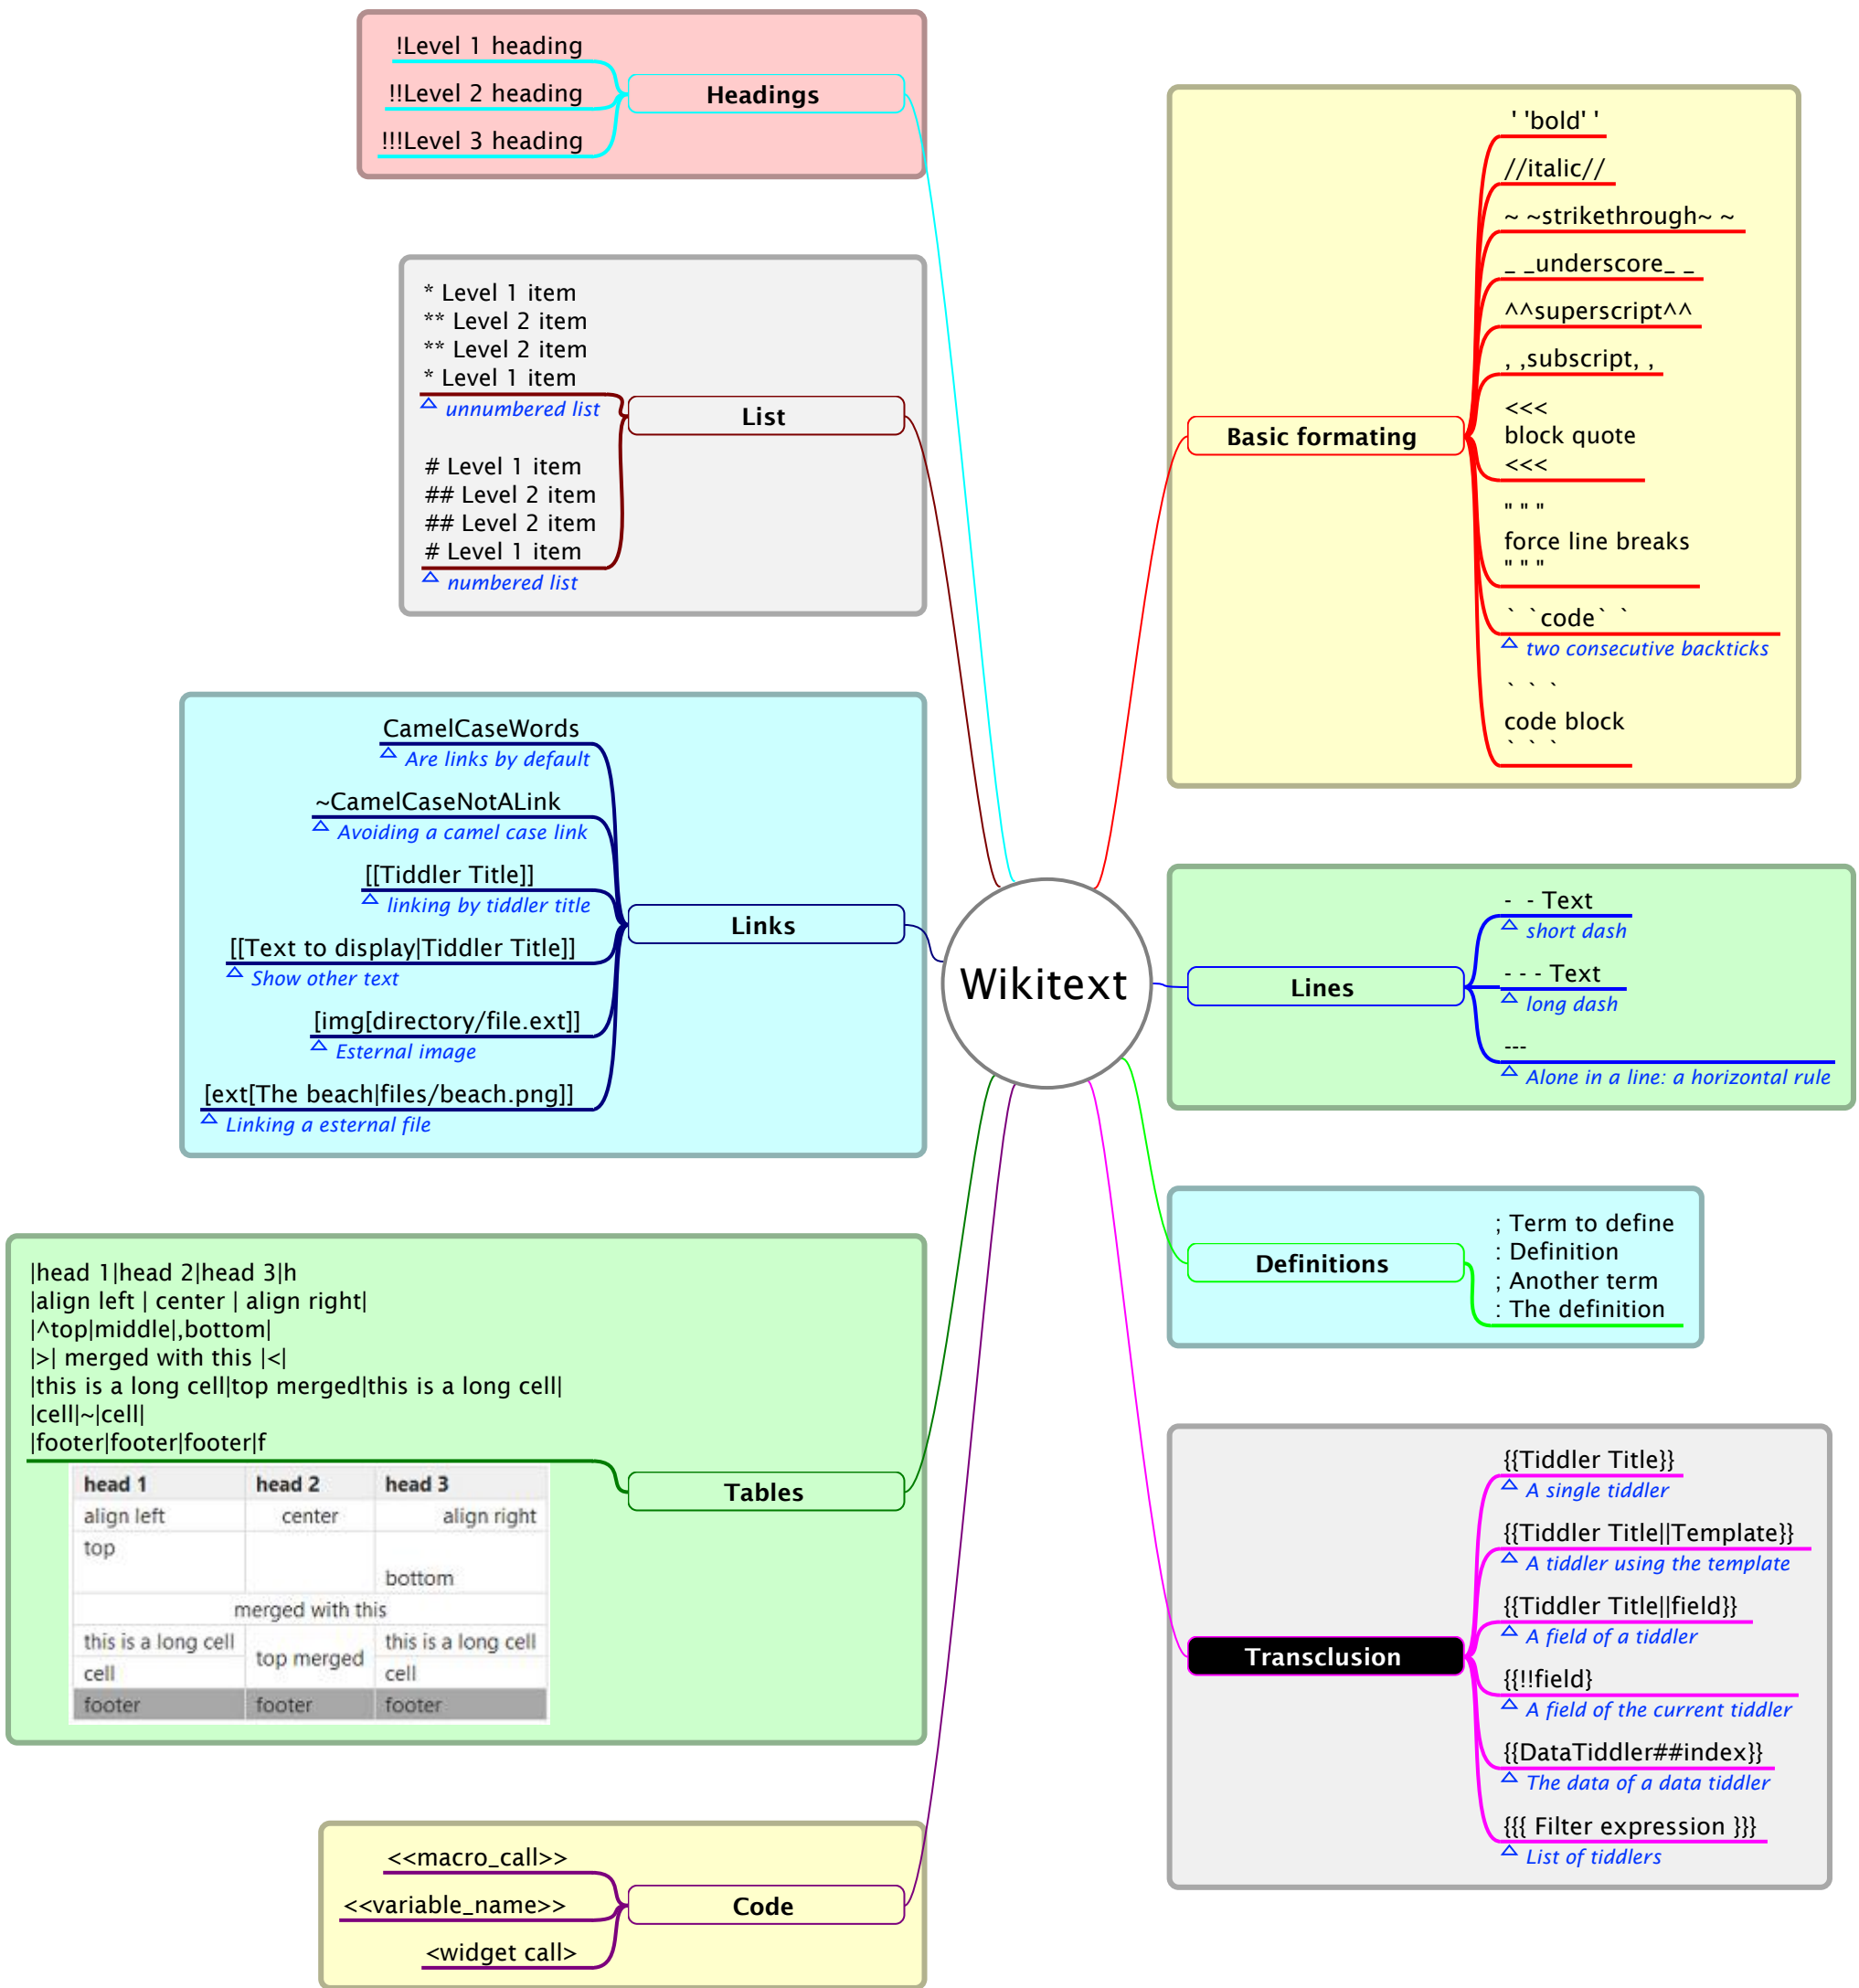 !Level 1 heading
!!Level 2 heading
!!!Level 3 heading
Headings
* Level 1 item
** Level 2 item
** Level 2 item
* Level 1 item
unnumbered list
# Level 1 item
## Level 2 item
## Level 2 item
# Level 1 item
numbered list
List
CamelCaseWords
Are links by default
~CamelCaseNotALink
Avoiding a camel case link
[[Tiddler Title]]
linking by tiddler title
[[Text to display|Tiddler Title]]
Show other text
[img[directory/file.ext]]
Esternal image
[ext[The beach|files/beach.png]]
Linking a esternal file
Links
|head 1|head 2|head 3|h
|align left | center | align right|
|^top|middle|,bottom|
|>| merged with this |<|
|this is a long cell|top merged|this is a long cell|
|cell|~|cell|
|footer|footer|footer|f
head 1 head 2 head 3
align left center align right
top
bottom
merged with this
this is a long cell top merged this is a long cell
cell cell
footer footer footer
Tables
<<macro_call>>
<<variable_name>>
<widget call>
Code
Wikitext
Basic formating
' 'bold' '
//italic//
~ ~strikethrough~ ~
_ _underscore_ _
^^superscript^^
, ,subscript, ,
<<<
block quote
<<<
" " "
force line breaks
" " "
` `code` `
two consecutive backticks
` ` `
code block
` ` `
Lines
-  - Text
short dash
- - - Text
long dash
---
Alone in a line: a horizontal rule
Definitions
; Term to define
: Definition
; Another term
: The definition
Transclusion
{{Tiddler Title}}
A single tiddler
{{Tiddler Title||Template}}
A tiddler using the template
{{Tiddler Title||field}}
A field of a tiddler
{{!!field}
A field of the current tiddler
{{DataTiddler##index}}
The data of a data tiddler
{{{ Filter expression }}}
List of tiddlers